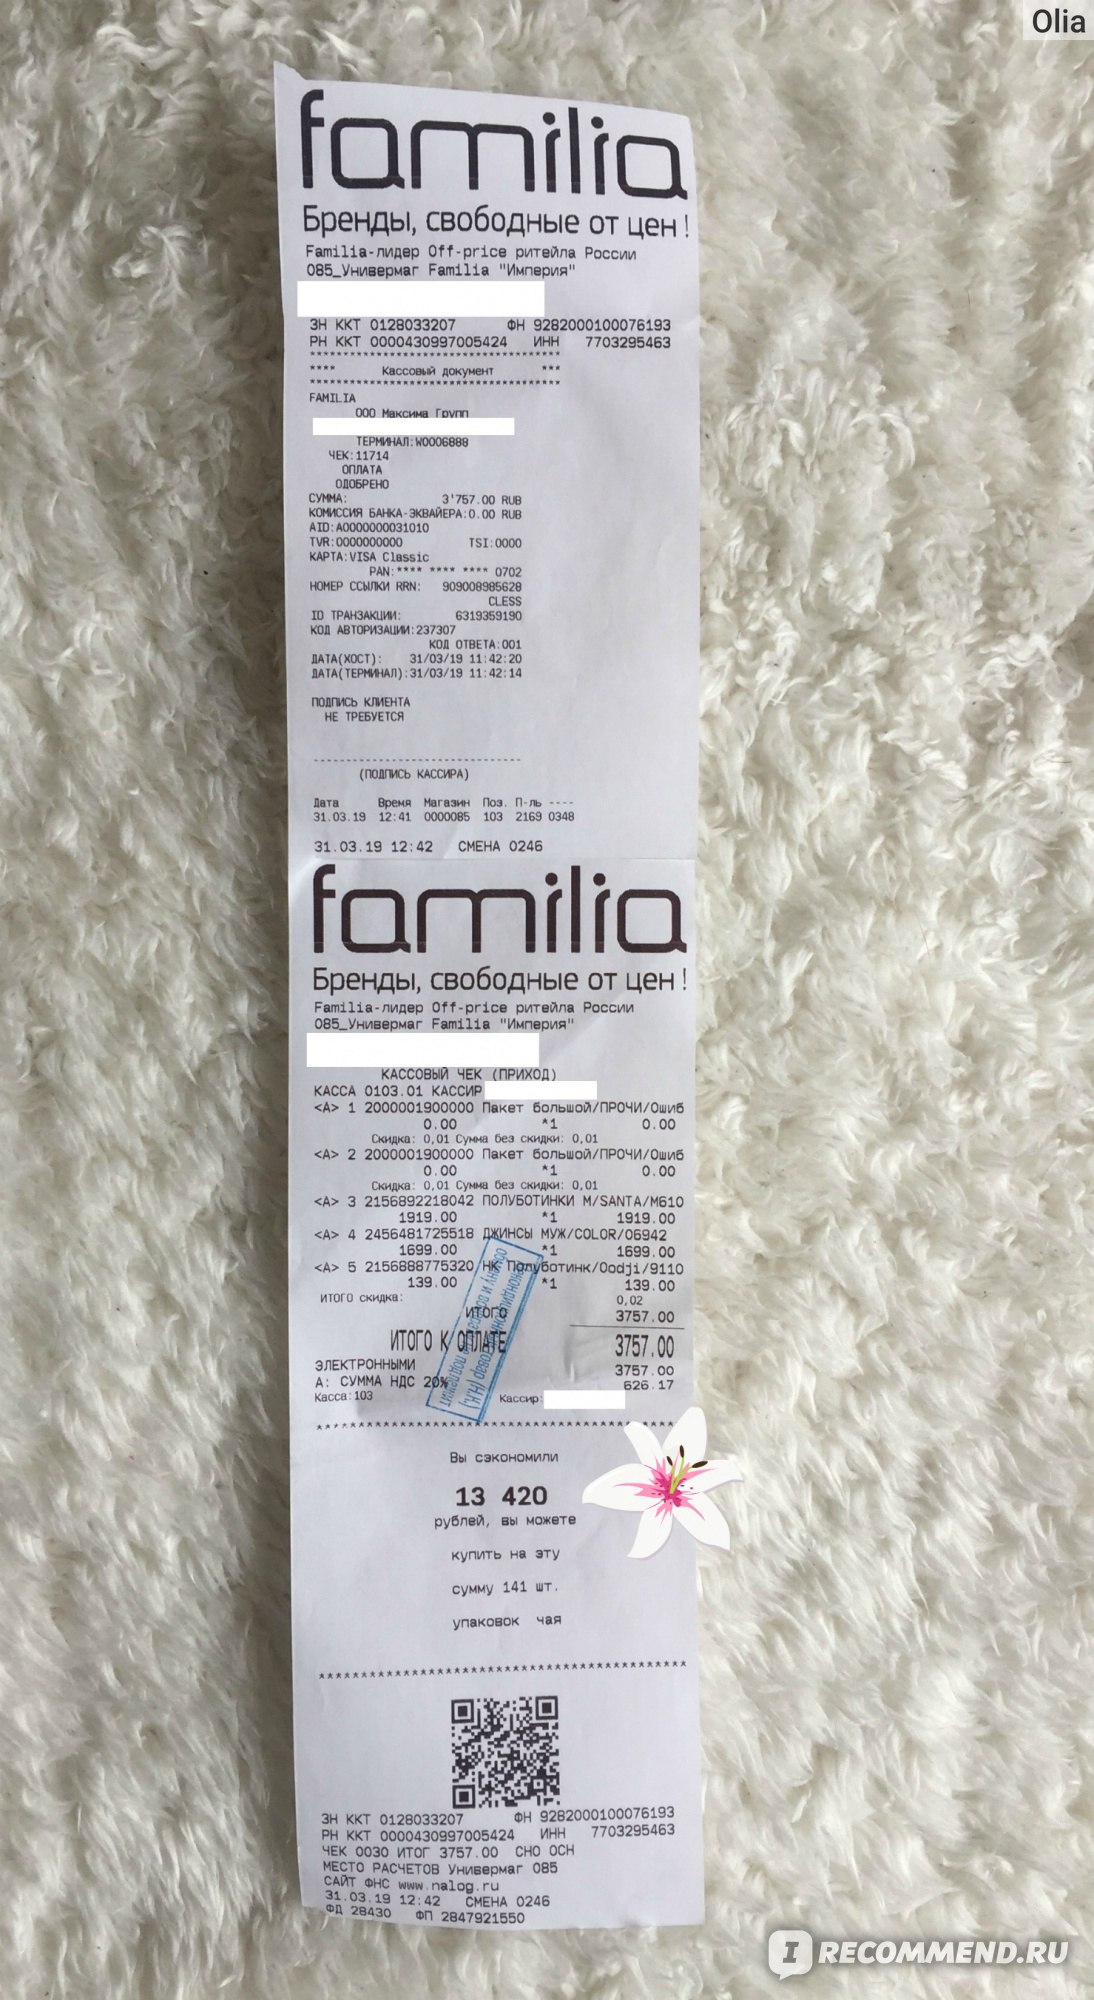 Olia
familia
Бренды, свободные от цен !
Familia-лидер Off-price ритейла России
085_Универмаг Familia "Империя"
ЗН ККТ 0128033207 ФН 9282000100076193
РН ККТ 0000430997005424 ИНН 7703295463
**************************************
**** Кассовый документ ***
**************************************
FAMILIA
ООО Максима Групп
ТЕРМИНАЛ:W0006888
ЧЕК:11714
ОПЛАТА
ОДОБРЕНО
СУММА: 3'757.00 RUB
КОМИССИЯ БАНКА-ЭКВАЙЕРА:0.00 RUB
AID:A0000000031010
TVR:0000000000 TSI:0000
КАРТА:VISA Classic
PAN:**** **** **** 0702
НОМЕР ССЫЛКИ RRN: 909008985628
CLESS
ID ТРАНЗАКЦИИ: 6319359190
КОД АВТОРИЗАЦИИ:237307
КОД ОТВЕТА:001
ДАТА(ХОСТ): 31/03/19 11:42:20
ДАТА(ТЕРМИНАЛ):31/03/19 11:42:14
ПОДПИСЬ КЛИЕНТА
НЕ ТРЕБУЕТСЯ
--------------------------------
(ПОДПИСЬ КАССИРА)
Дата Время Магазин Поз. П-ль ----
31.03.19 12:41 0000085 103 2169 0348
31.03.19 12:42 СМЕНА 0246
familia
Бренды, свободные от цен !
Familia-лидер Off-price ритейла России
085_Универмаг Familia "Империя"
КАССОВЫЙ ЧЕК (ПРИХОД)
КАССА 0103.01 КАССИР
<А> 1 2000001900000 Пакет большой/ПРОЧИ/Ошиб
0.00 *1 0.00
Скидка: 0,01 Сумма без скидки: 0,01
<А> 2 2000001900000 Пакет большой/ПРОЧИ/Ошиб
0.00 *1 0.00
Скидка: 0,01 Сумма без скидки: 0,01
<А> 3 2156892218042 ПОЛУБОТИНКИ M/SANTA/M610
1919.00 *1 1919.00
<А> 4 2456481725518 ДЖИНСЫ МУЖ/COLOR/06942
1699.00 *1 1699.00
<А> 5 2156888775320 НК Полуботинк/Oodji/9110
139.00 *1 139.00
ИТОГО скидка: 0,02
ИТОГО 3757.00
ИТОГО К ОПЛАТЕ 3757.00
ЭЛЕКТРОННЫМИ 3757.00
А: СУММА НДС 20% 626.17
Касса:103 Кассир:
Некондиционный товар (Н.К.)
обмену и возврату не подлежит
**************************************
Вы сэкономили
13 420
рублей, вы можете
купить на эту
сумму 141 шт.
упаковок чая
**************************************
ЗН ККТ 0128033207 ФН 9282000100076193
РН ККТ 0000430997005424 ИНН 7703295463
ЧЕК 0030 ИТОГ 3757.00 СНО ОСН
МЕСТО РАСЧЕТОВ Универмаг 085
САЙТ ФНС www.nalog.ru
31.03.19 12:42 СМЕНА 0246
ФД 28430 ФП 2847921550
I RECOMMEND.RU